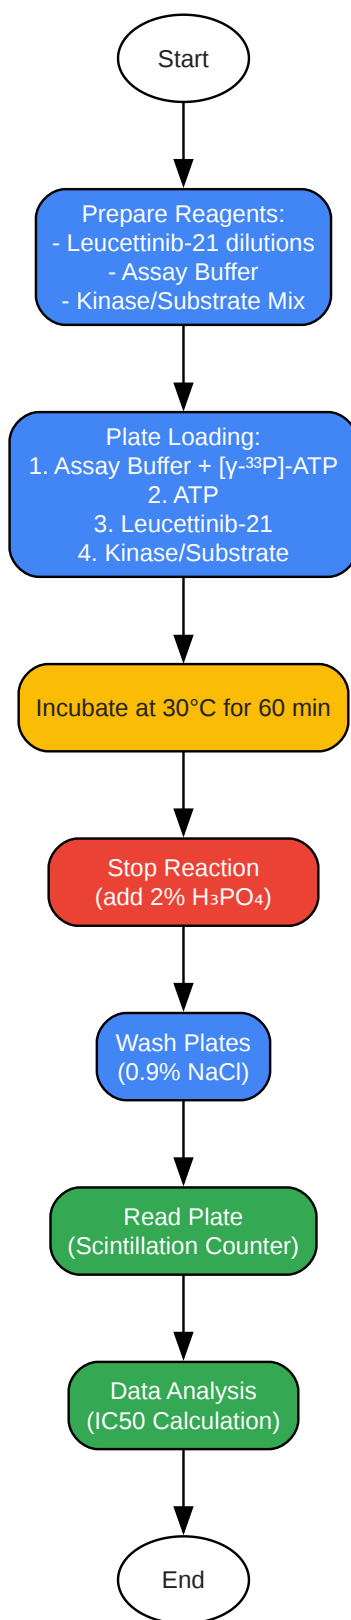 Start
Prepare Reagents:
- Leucettinib-21 dilutions
- Assay Buffer
- Kinase/Substrate Mix
Plate Loading:
1. Assay Buffer + [γ-³³P]-ATP
2. ATP
3. Leucettinib-21
4. Kinase/Substrate
Incubate at 30°C for 60 min
Stop Reaction
(add 2% H₃PO₄)
Wash Plates
(0.9% NaCl)
Read Plate
(Scintillation Counter)
Data Analysis
(IC50 Calculation)
End